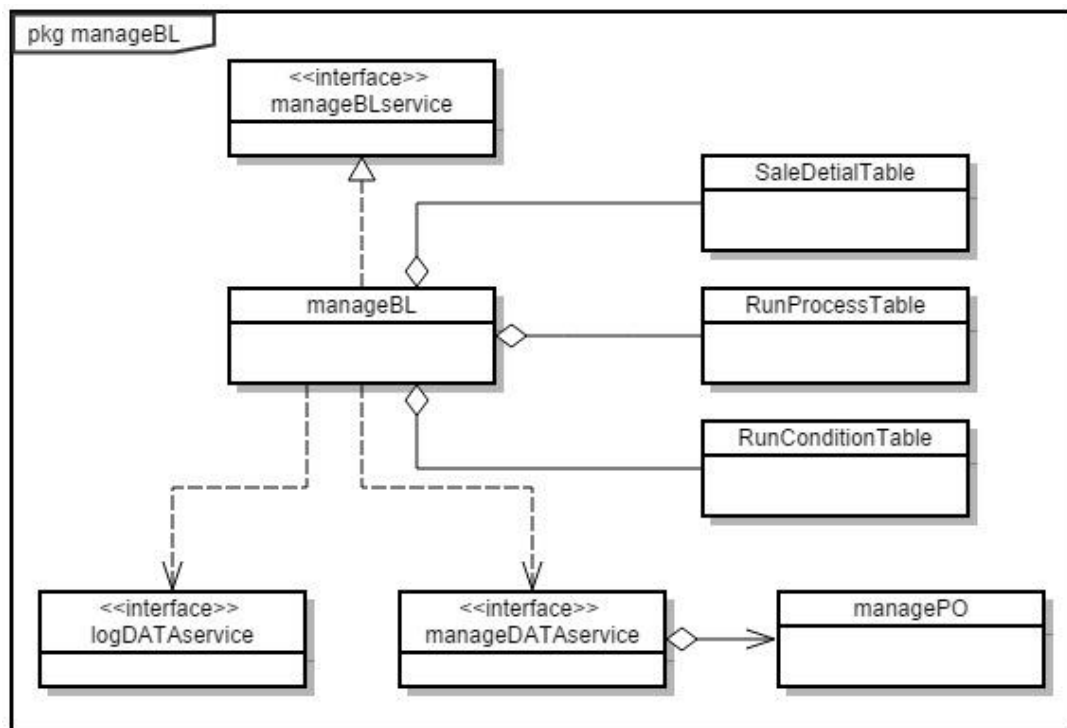 pkg manageBL
<<interface>>
manageBLservice
SaleDetialTable
manageBL
RunProcessTable
RunConditionTable
<<interface>>
logDATAservice
<<interface>>
manageDATAservice
managePO